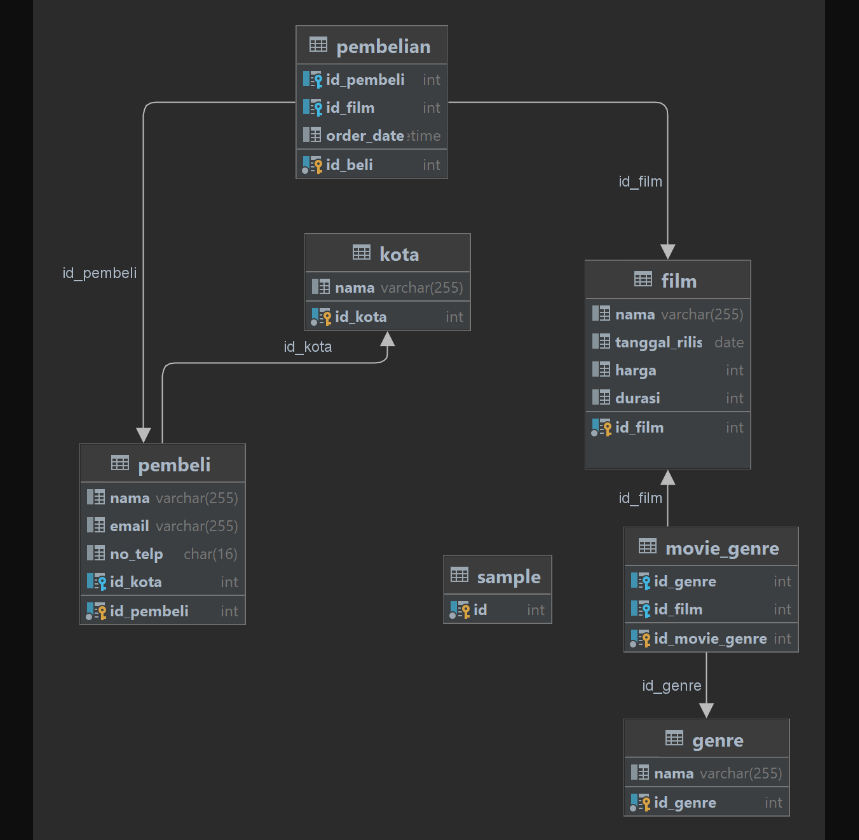 pembelian
id_pembeli int
id_film int
order_date :time
id_beli int
id_film
id_pembeli
kota
nama varchar(255)
id_kota int
id_kota
film
nama varchar(255)
tanggal_rilis date
harga int
durasi int
id_film int
pembeli
nama varchar(255)
email varchar(255)
no_telp char(16)
id_kota int
id_pembeli int
id_film
movie_genre
id_genre int
id_film int
id_movie_genre int
sample
id int
id_genre
genre
nama varchar(255)
id_genre int